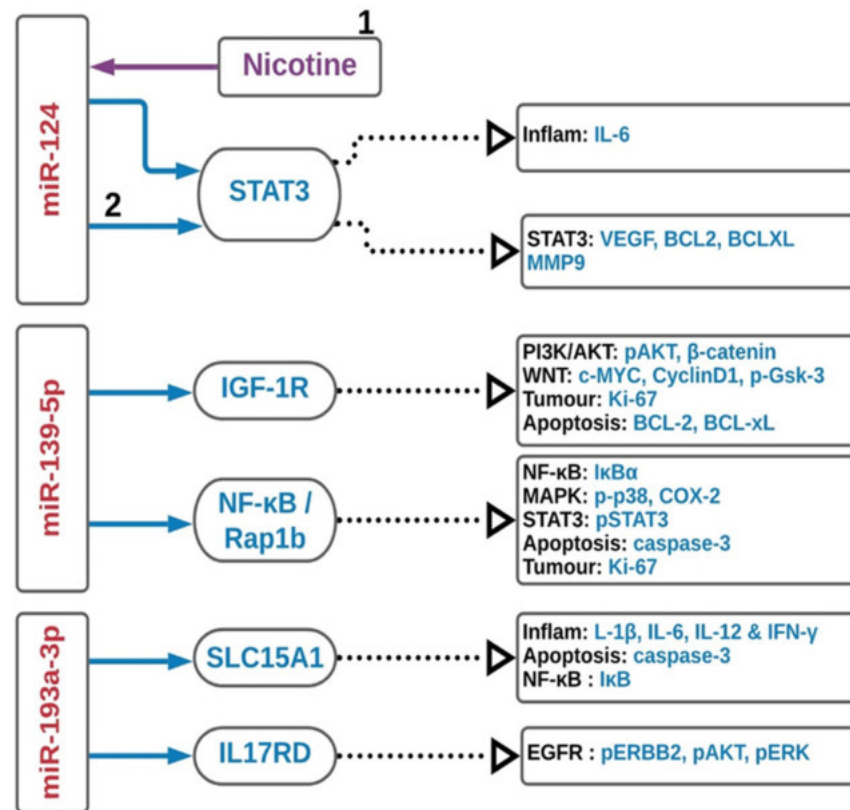 1
Nicotine
miR-124
2
STAT3
Inflam: IL-6
STAT3: VEGF, BCL2, BCLXL
MMP9
miR-139-5p
IGF-1R
PI3K/AKT: pAKT, β-catenin
WNT: c-MYC, CyclinD1, p-Gsk-3
Tumour: Ki-67
Apoptosis: BCL-2, BCL-xL
NF-κB /
Rap1b
NF-κB: IκBα
MAPK: p-p38, COX-2
STAT3: pSTAT3
Apoptosis: caspase-3
Tumour: Ki-67
miR-193a-3p
SLC15A1
Inflam: L-1β, IL-6, IL-12 & IFN-γ
Apoptosis: caspase-3
NF-κB : IκB
IL17RD
EGFR : pERBB2, pAKT, pERK